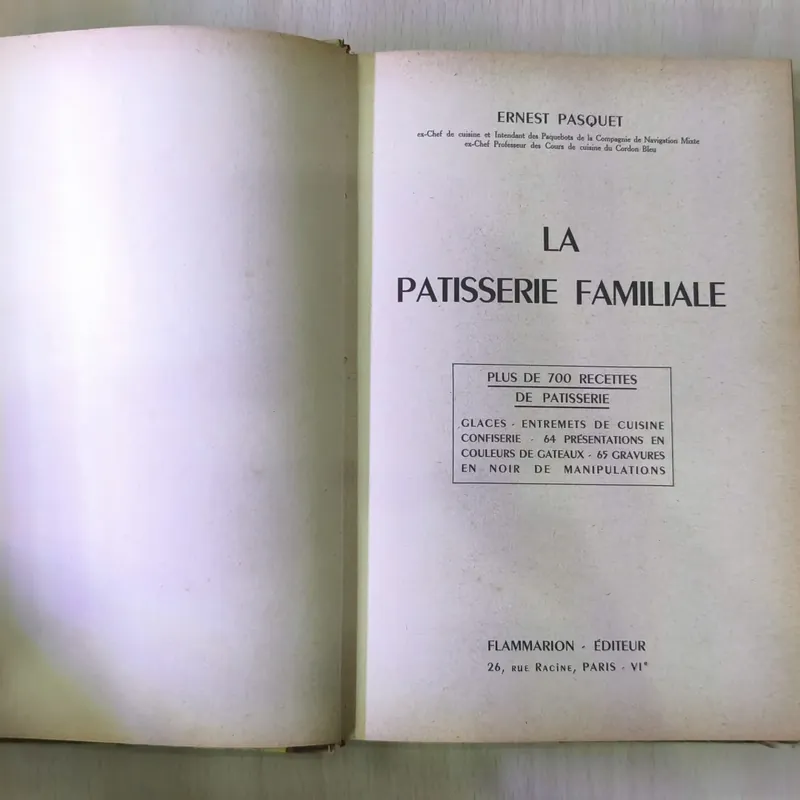 ERNEST PASQUET
ex-Chef de cuisine et Intendant des Paquebots de la Compagnie de Navigation Mixte
ex-Chef Professeur des Cours de cuisine du Cordon Bleu
LA
PATISSERIE FAMILIALE
PLUS DE 700 RECETTES
DE PATISSERIE
GLACES - ENTREMETS DE CUISINE
CONFISERIE - 64 PRÉSENTATIONS EN
COULEURS DE GATEAUX - 65 GRAVURES
EN NOIR DE MANIPULATIONS
FLAMMARION - ÉDITEUR
26, RUE RACINE, PARIS - VIᵉ